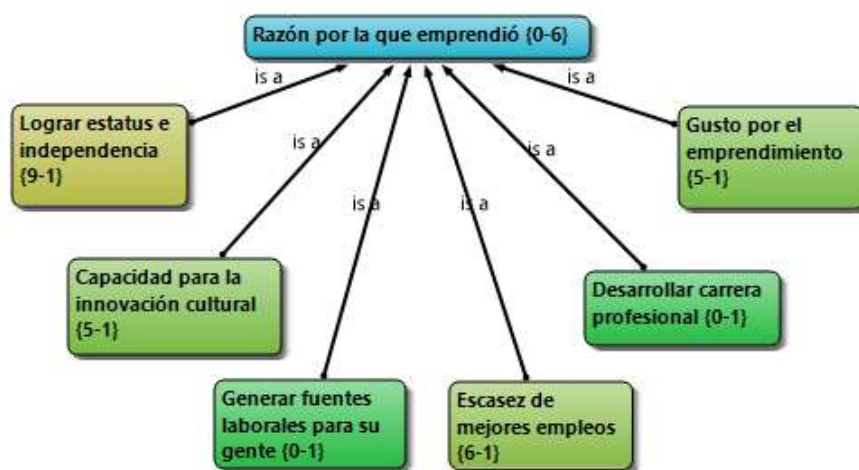 Razón por la que emprendió {0-6}
is a
is a
Lograr estatus e
independencia
{9-1}
Gusto por el
emprendimiento
{5-1}
is a
is a
is a
is a
Capacidad para la
innovación cultural
{5-1}
Desarrollar carrera
profesional {0-1}
Generar fuentes
laborales para su
gente {0-1}
Escasez de
mejores empleos
{6-1}